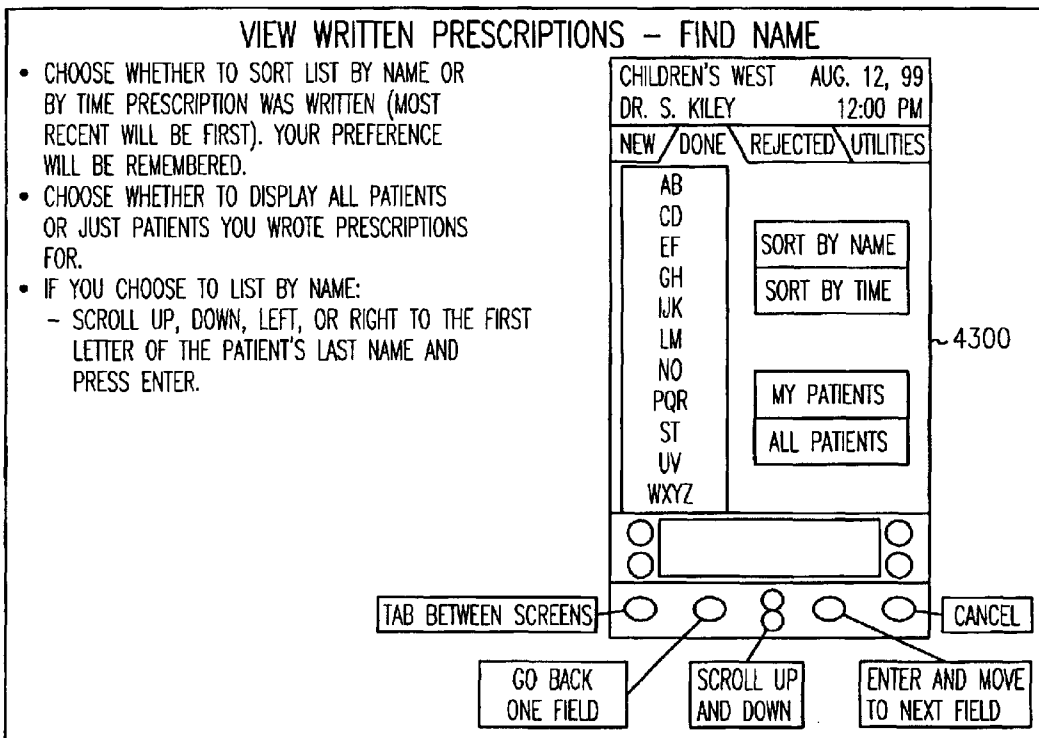 VIEW WRITTEN PRESCRIPTIONS – FIND NAME
• CHOOSE WHETHER TO SORT LIST BY NAME OR
BY TIME PRESCRIPTION WAS WRITTEN (MOST
RECENT WILL BE FIRST). YOUR PREFERENCE
WILL BE REMEMBERED.
• CHOOSE WHETHER TO DISPLAY ALL PATIENTS
OR JUST PATIENTS YOU WROTE PRESCRIPTIONS
FOR.
• IF YOU CHOOSE TO LIST BY NAME:
– SCROLL UP, DOWN, LEFT, OR RIGHT TO THE FIRST
LETTER OF THE PATIENT'S LAST NAME AND
PRESS ENTER.
CHILDREN'S WEST AUG. 12, 99
DR. S. KILEY 12:00 PM
NEW DONE REJECTED UTILITIES
AB
CD
EF
GH
IJK
LM
NO
PQR
ST
UV
WXYZ
SORT BY NAME
SORT BY TIME
MY PATIENTS
ALL PATIENTS
4300
TAB BETWEEN SCREENS
CANCEL
GO BACK
ONE FIELD
SCROLL UP
AND DOWN
ENTER AND MOVE
TO NEXT FIELD